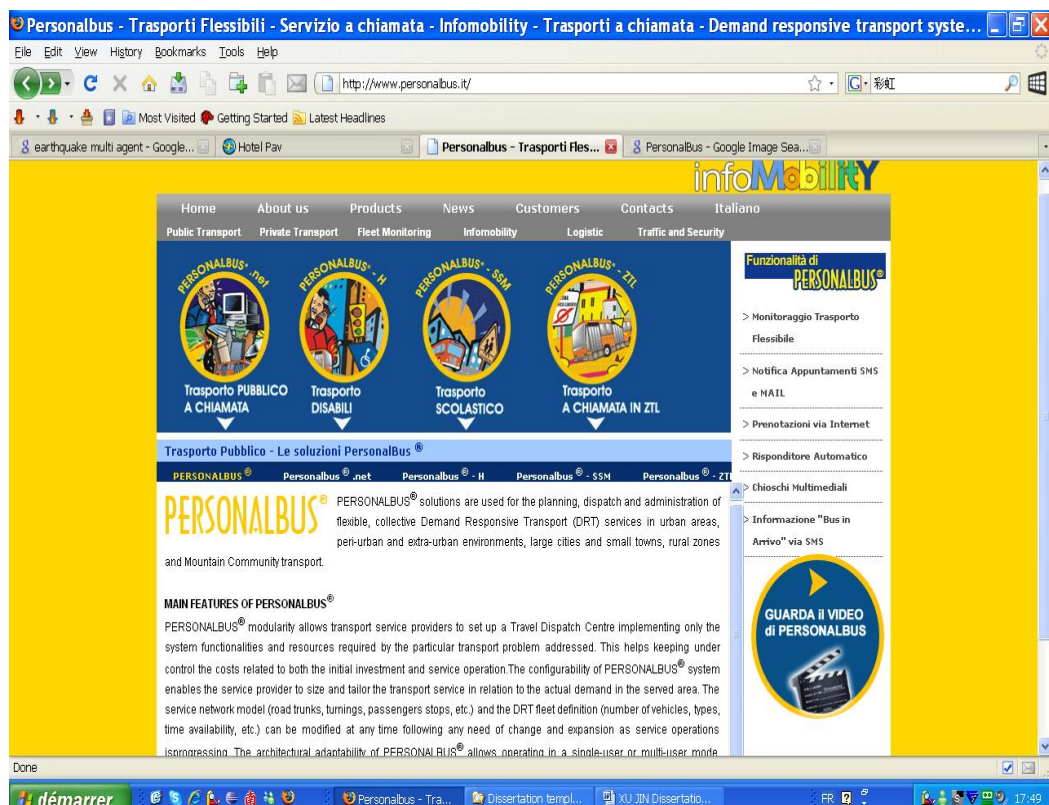 Personalbus - Trasporti Flessibili - Servizio a chiamata - Infomobility - Trasporti a chiamata - Demand responsive transport syste...
File Edit View History Bookmarks Tools Help
http://www.personalbus.it/
G 彩虹
Most Visited Getting Started Latest Headlines
earthquake multi agent - Google...
Hotel Pav
Personalbus - Trasporti Fles...
PersonalBus - Google Image Sea...
infoMobilitY
Home About us Products News Customers Contacts Italiano
Public Transport Private Transport Fleet Monitoring Infomobility Logistic Traffic and Security
PERSONALBUS® .net
PERSONALBUS® - H
PERSONALBUS® - SSM
PERSONALBUS® - ZTL
Trasporto PUBBLICO
A CHIAMATA
Trasporto
DISABILI
Trasporto
SCOLASTICO
Trasporto
A CHIAMATA IN ZTL
Funzionalità di
PERSONALBUS®
> Monitoraggio Trasporto
Flessibile
> Notifica Appuntamenti SMS
e MAIL
> Prenotazioni via Internet
> Risponditore Automatico
> Chioschi Multimediali
> Informazione "Bus in
Arrivo" via SMS
GUARDA il VIDEO
di PERSONALBUS
Trasporto Pubblico - Le soluzioni PersonalBus ®
PERSONALBUS ® Personalbus ® .net Personalbus ® - H Personalbus ® - SSM Personalbus ® - ZTL
PERSONALBUS®
PERSONALBUS® solutions are used for the planning, dispatch and administration of
flexible, collective Demand Responsive Transport (DRT) services in urban areas,
peri-urban and extra-urban environments, large cities and small towns, rural zones
and Mountain Community transport.
MAIN FEATURES OF PERSONALBUS®
PERSONALBUS® modularity allows transport service providers to set up a Travel Dispatch Centre implementing only the
system functionalities and resources required by the particular transport problem addressed. This helps keeping under
control the costs related to both the initial investment and service operation.The configurability of PERSONALBUS® system
enables the service provider to size and tailor the transport service in relation to the actual demand in the served area. The
service network model (road trunks, turnings, passengers stops, etc.) and the DRT fleet definition (number of vehicles, types,
time availability, etc.) can be modified at any time following any need of change and expansion as service operations
isprogressing. The architectural adaptability of PERSONALBUS® allows operating in a single-user or multi-user mode
Done
démarrer
Personalbus - Tra...
Dissertation templ...
XU JIN Dissertatio...
FR
17:49